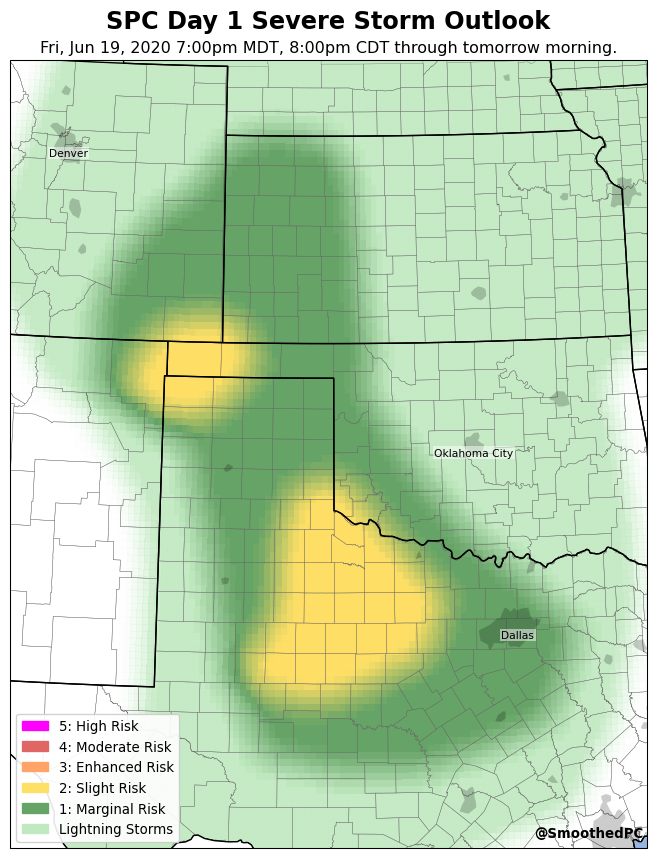 SPC Day 1 Severe Storm Outlook
Fri, Jun 19, 2020 7:00pm MDT, 8:00pm CDT through tomorrow morning.
Denver
Oklahoma City
Dallas
5: High Risk
4: Moderate Risk
3: Enhanced Risk
2: Slight Risk
1: Marginal Risk
Lightning Storms
@SmoothedPC